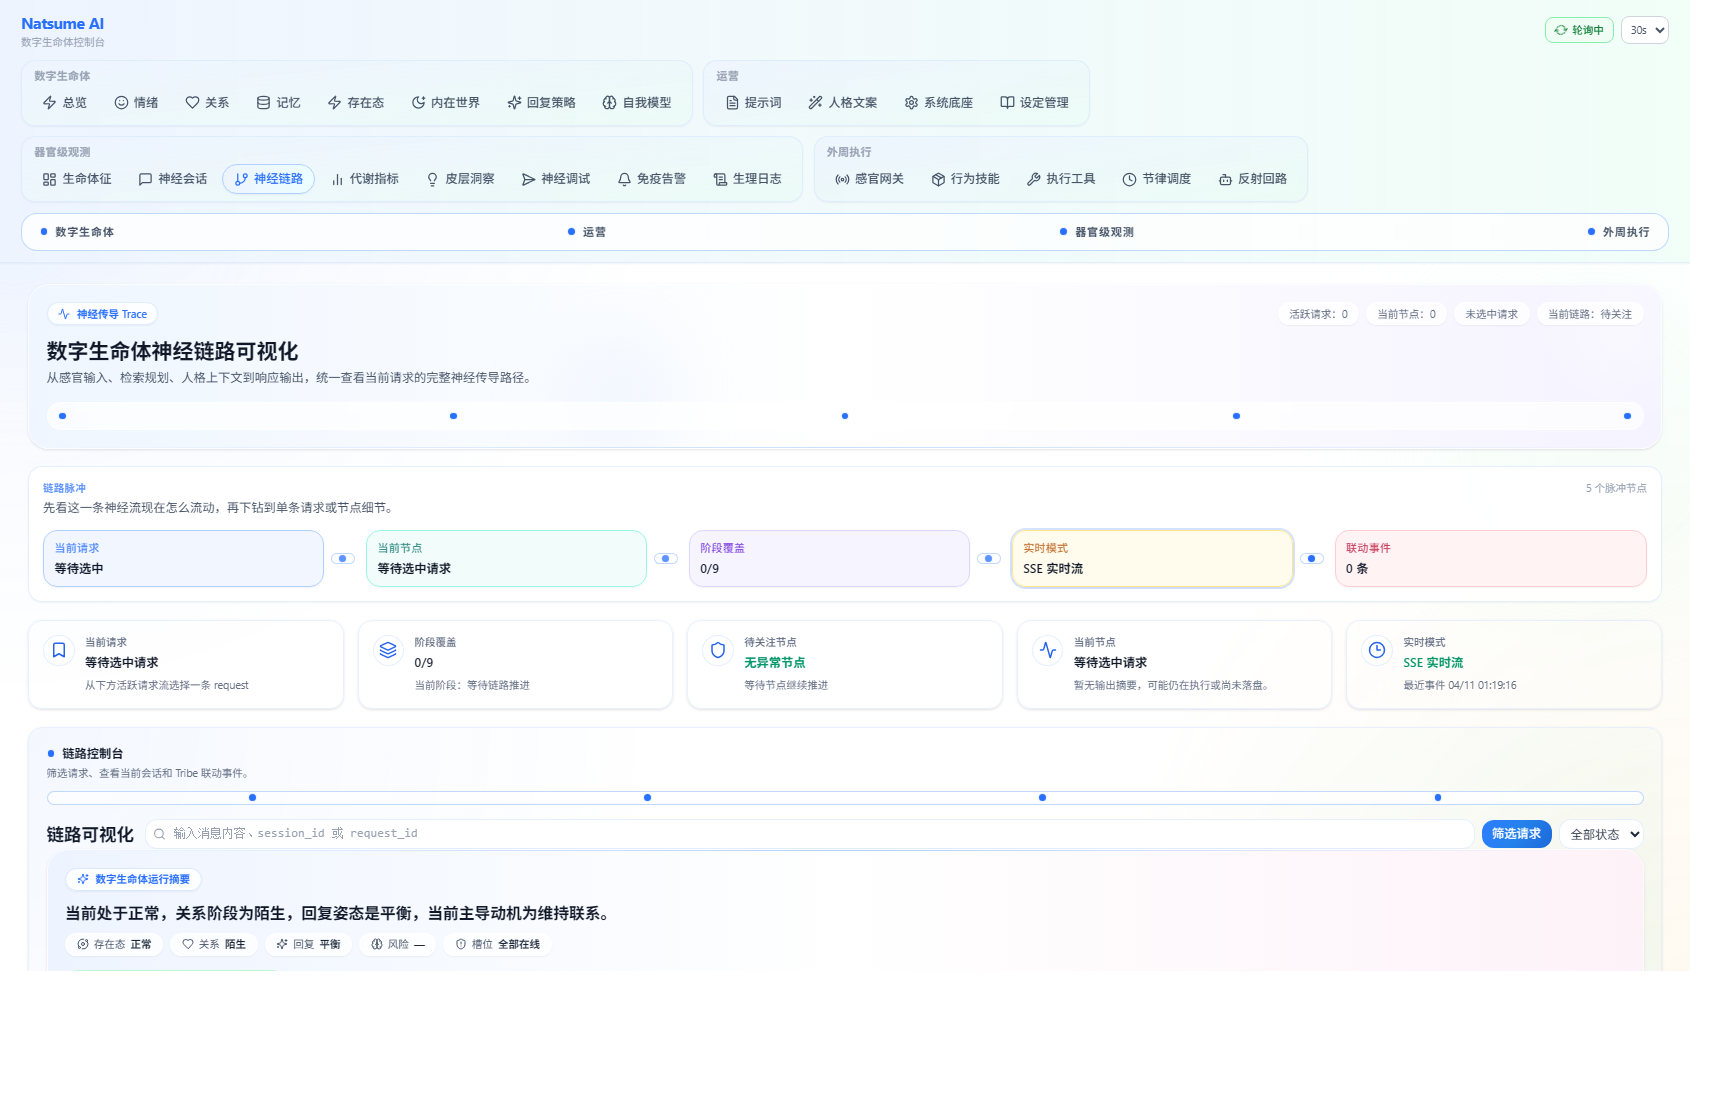 Natsume AI
数字生命体控制台
轮询中
30s
数字生命体
总览 情绪 关系 记忆 存在态 内在世界 回复策略 自我模型
运营
提示词 人格文案 系统底座 设定管理
器官级观测
生命体征 神经会话 神经链路 代谢指标 皮层洞察 神经调试 免疫告警 生理日志
外周执行
感官网关 行为技能 执行工具 节律调度 反射回路
数字生命体 运营 器官级观测 外周执行
神经传导 Trace
活跃请求：0 当前节点：0 未选中请求 当前链路：待关注
数字生命体神经链路可视化
从感官输入、检索规划、人格上下文到响应输出，统一查看当前请求的完整神经传导路径。
链路脉冲
5 个脉冲节点
先看这一条神经流现在怎么流动，再下钻到单条请求或节点细节。
当前请求
等待选中
当前节点
等待选中请求
阶段覆盖
0/9
实时模式
SSE 实时流
联动事件
0 条
当前请求
等待选中请求
从下方活跃请求流选择一条 request
阶段覆盖
0/9
当前阶段：等待链路推进
待关注节点
无异常节点
等待节点继续推进
当前节点
等待选中请求
暂无输出摘要，可能仍在执行或尚未落盘。
实时模式
SSE 实时流
最近事件 04/11 01:19:16
链路控制台
筛选请求、查看当前会话和 Tribe 联动事件。
链路可视化
输入消息内容、session_id 或 request_id
筛选请求
全部状态
数字生命体运行摘要
当前处于正常，关系阶段为陌生，回复姿态是平衡，当前主导动机为维持联系。
存在态 正常 关系 陌生 回复 平衡 风险 — 槽位 全部在线